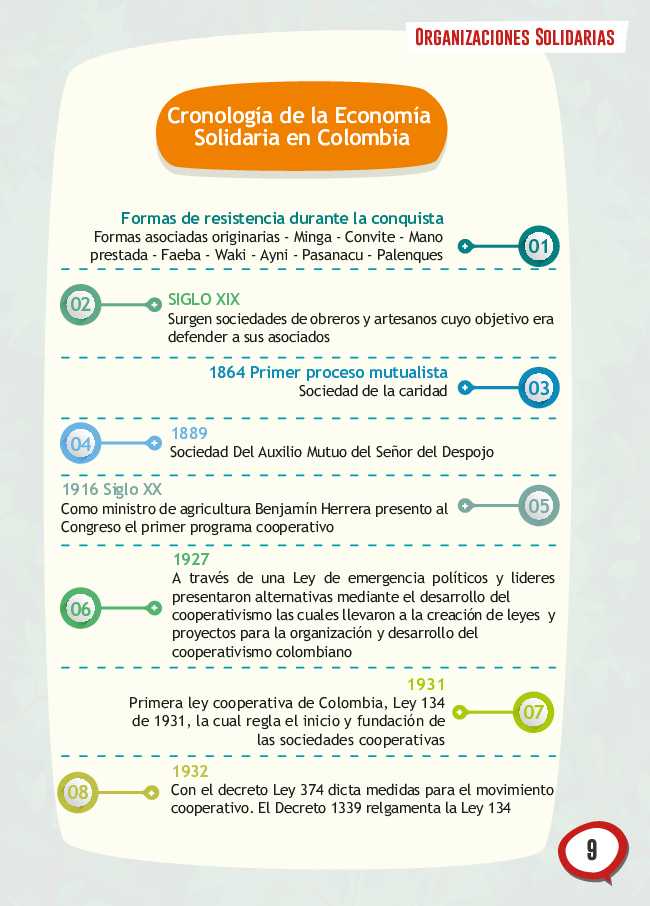 Organizaciones Solidarias
Cronología de la Economía
Solidaria en Colombia
Formas de resistencia durante la conquista
Formas asociadas originarias - Minga - Convite - Mano
prestada - Faeba - Waki - Ayni - Pasanacu - Palenques
01
02
SIGLO XIX
Surgen sociedades de obreros y artesanos cuyo objetivo era
defender a sus asociados
1864 Primer proceso mutualista
Sociedad de la caridad
03
04
1889
Sociedad Del Auxilio Mutuo del Señor del Despojo
1916 Siglo XX
Como ministro de agricultura Benjamín Herrera presento al
Congreso el primer programa cooperativo
05
1927
A través de una Ley de emergencia políticos y lideres
presentaron alternativas mediante el desarrollo del
cooperativismo las cuales llevaron a la creación de leyes y
proyectos para la organización y desarrollo del
cooperativismo colombiano
06
1931
Primera ley cooperativa de Colombia, Ley 134
de 1931, la cual regla el inicio y fundación de
las sociedades cooperativas
07
08
1932
Con el decreto Ley 374 dicta medidas para el movimiento
cooperativo. El Decreto 1339 relgamenta la Ley 134
9